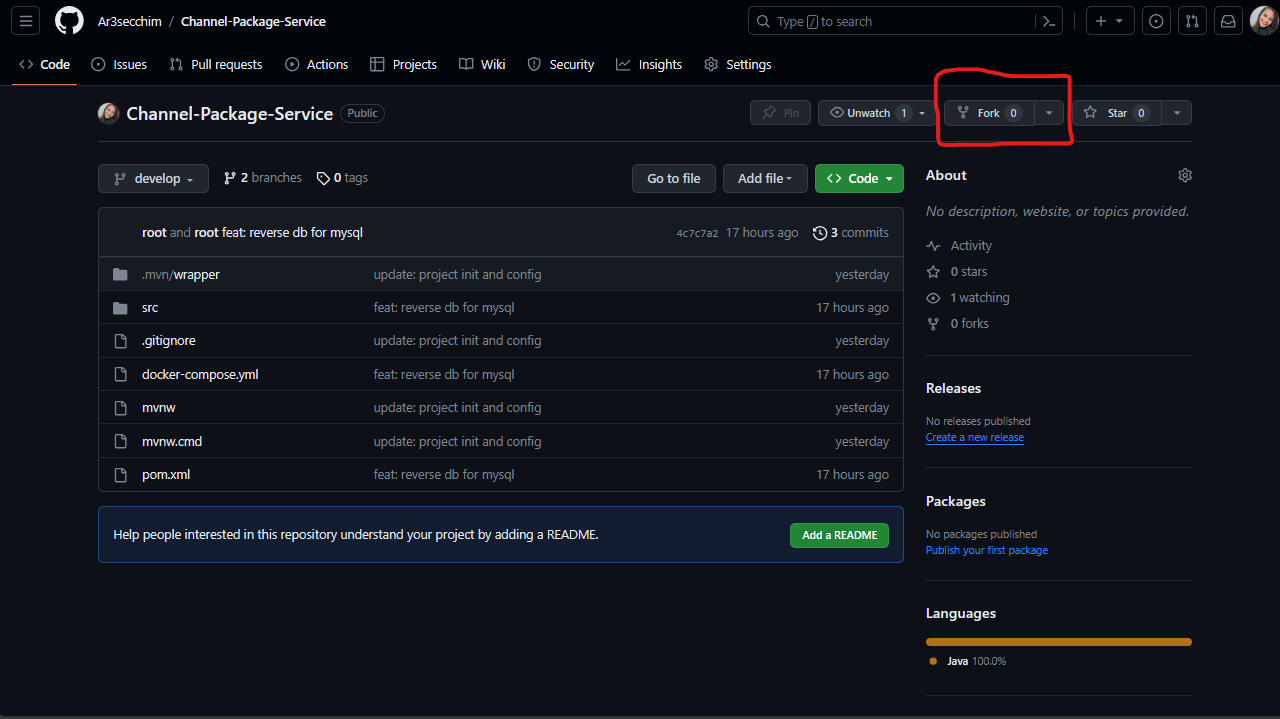 Ar3secchim / Channel-Package-Service
Type / to search
Code Issues Pull requests Actions Projects Wiki Security Insights Settings
Channel-Package-Service Public
Pin Unwatch 1 Fork 0 Star 0
develop 2 branches 0 tags
Go to file Add file Code
root and root feat: reverse db for mysql 4c7c7a2 17 hours ago 3 commits
.mvn/wrapper update: project init and config yesterday
src feat: reverse db for mysql 17 hours ago
.gitignore update: project init and config yesterday
docker-compose.yml feat: reverse db for mysql 17 hours ago
mvnw update: project init and config yesterday
mvnw.cmd update: project init and config yesterday
pom.xml feat: reverse db for mysql 17 hours ago
Help people interested in this repository understand your project by adding a README. Add a README
About
No description, website, or topics provided.
Activity
0 stars
1 watching
0 forks
Releases
No releases published
Create a new release
Packages
No packages published
Publish your first package
Languages
Java 100.0%